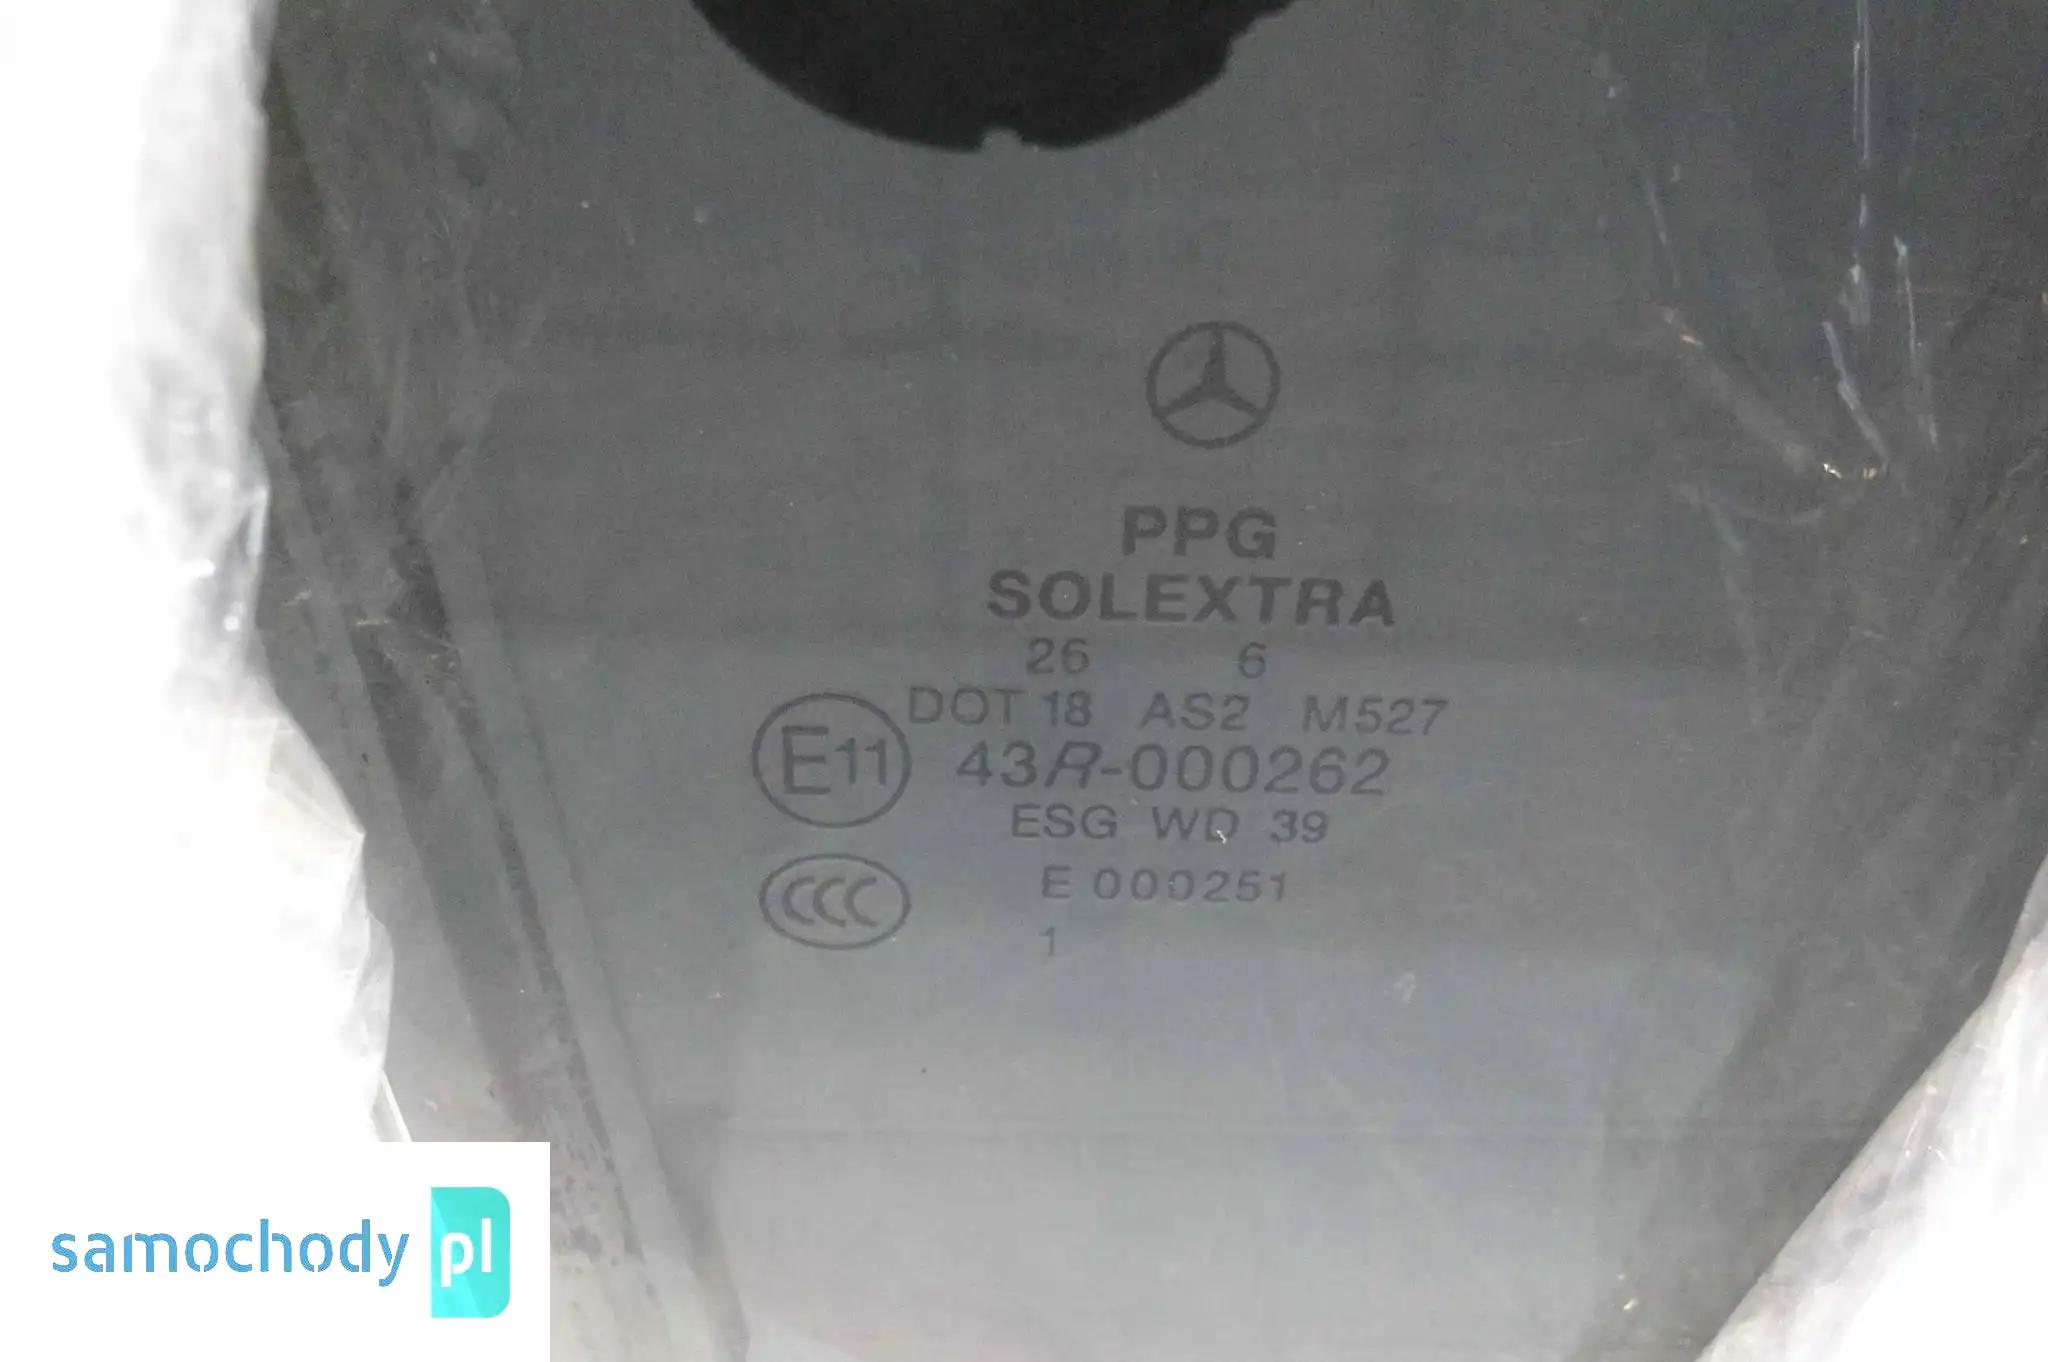 PPG
SOLEXTRA
26 6
DOT 18 AS2 M527
E11 43R-000262
ESG WD 39
CCC E 000251
1
samochody pl